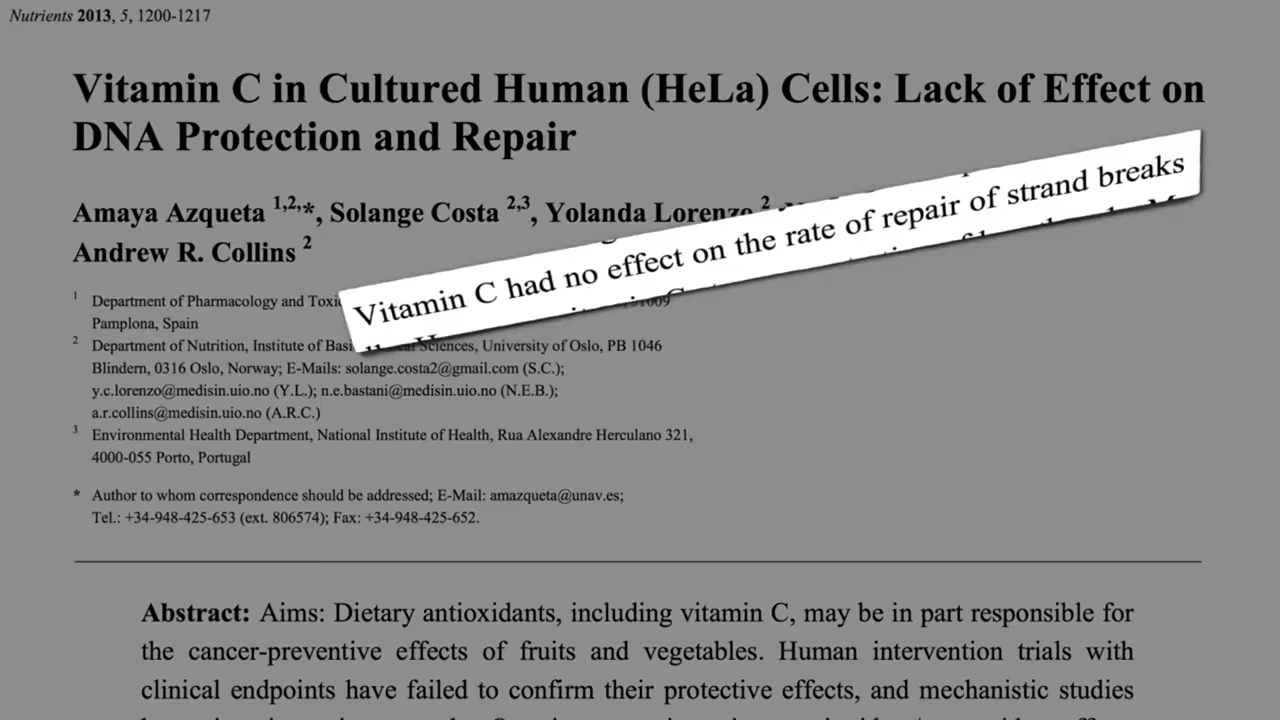 Nutrients 2013, 5, 1200-1217
Vitamin C in Cultured Human (HeLa) Cells: Lack of Effect on
DNA Protection and Repair
Amaya Azqueta 1,2,*, Solange Costa 2,3, Yolanda Lorenzo 2
Andrew R. Collins 2
Vitamin C had no effect on the rate of repair of strand breaks
1 Department of Pharmacology and
Pamplona, Spain
2 Department of Nutrition, Institute of Sciences, University of Oslo, PB 1046
Blindern, 0316 Oslo, Norway; E-Mails: solange.costa2@gmail.com (S.C.);
y.c.lorenzo@medisin.uio.no (Y.L.); n.e.bastani@medisin.uio.no (N.E.B.);
a.r.collins@medisin.uio.no (A.R.C.)
3 Environmental Health Department, National Institute of Health, Rua Alexandre Herculano 321,
4000-055 Porto, Portugal
* Author to whom correspondence should be addressed; E-Mail: amazqueta@unav.es;
Tel.: +34-948-425-653 (ext. 806574); Fax: +34-948-425-652.
Abstract: Aims: Dietary antioxidants, including vitamin C, may be in part responsible for
the cancer-preventive effects of fruits and vegetables. Human intervention trials with
clinical endpoints have failed to confirm their protective effects, and mechanistic studies